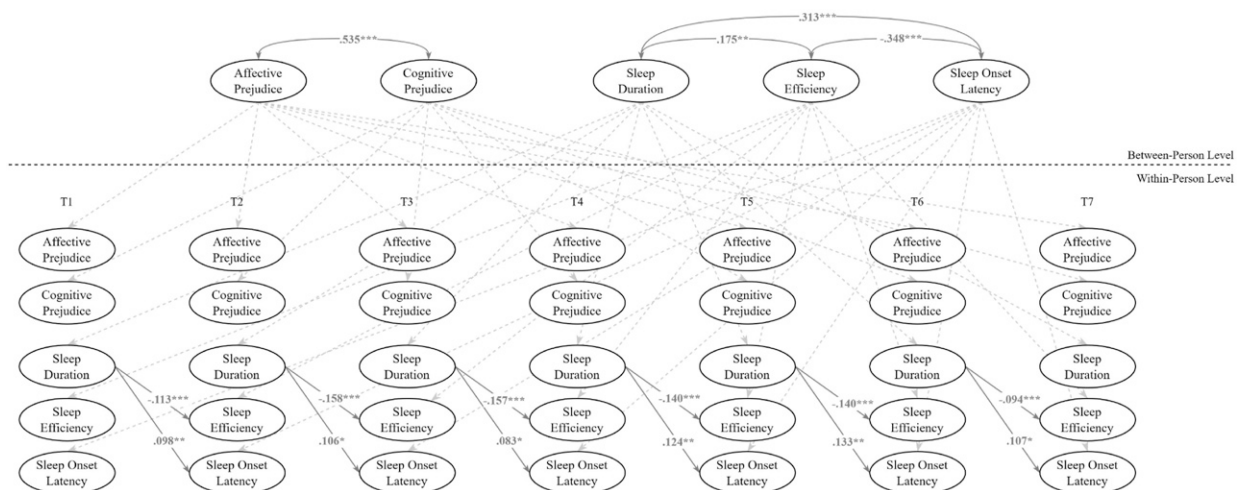 .313***
.535***
.175**
-.348***
Affective
Prejudice
Cognitive
Prejudice
Sleep
Duration
Sleep
Efficiency
Sleep Onset
Latency
Between-Person Level
Within-Person Level
T1
T2
T3
T4
T5
T6
T7
Affective
Prejudice
Affective
Prejudice
Affective
Prejudice
Affective
Prejudice
Affective
Prejudice
Affective
Prejudice
Affective
Prejudice
Cognitive
Prejudice
Cognitive
Prejudice
Cognitive
Prejudice
Cognitive
Prejudice
Cognitive
Prejudice
Cognitive
Prejudice
Cognitive
Prejudice
Sleep
Duration
Sleep
Duration
Sleep
Duration
Sleep
Duration
Sleep
Duration
Sleep
Duration
Sleep
Duration
-.113***
-.158***
-.157***
-.140***
-.140***
-.094***
Sleep
Efficiency
Sleep
Efficiency
Sleep
Efficiency
Sleep
Efficiency
Sleep
Efficiency
Sleep
Efficiency
Sleep
Efficiency
.098**
.106*
.083*
.124**
.133**
.107*
Sleep Onset
Latency
Sleep Onset
Latency
Sleep Onset
Latency
Sleep Onset
Latency
Sleep Onset
Latency
Sleep Onset
Latency
Sleep Onset
Latency